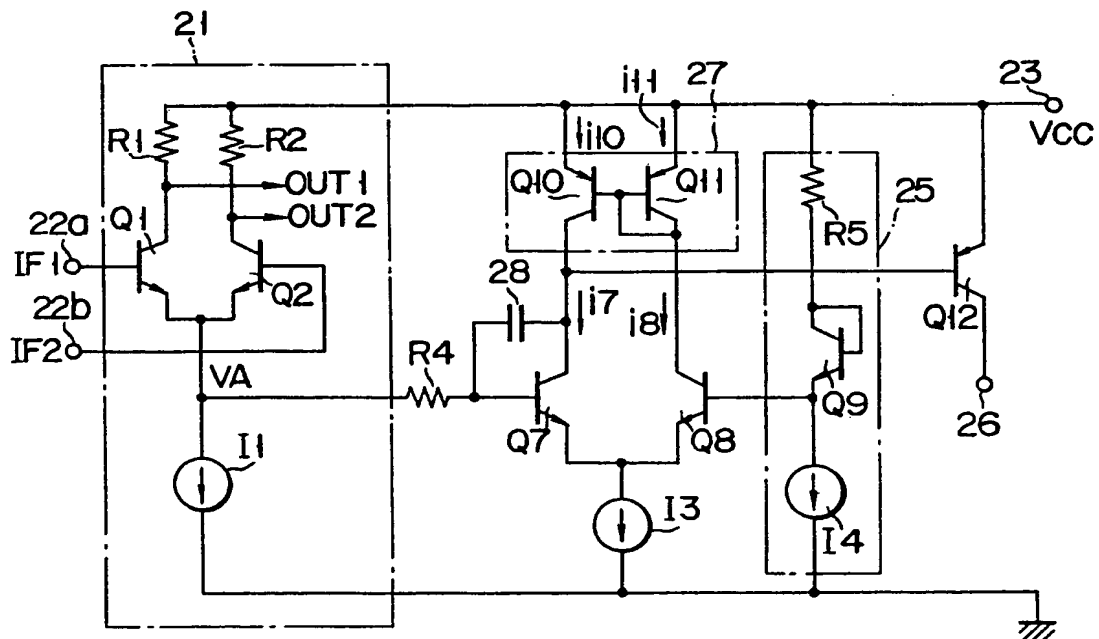 21
i11
27
23
VCC
R1
R2
i10
OUT1
OUT2
Q10
Q11
R5
25
22a
Q1
IF1
Q2
28
i7
i8
Q12
22b
IF2
R4
VA
Q7
Q8
Q9
26
I1
I3
I4